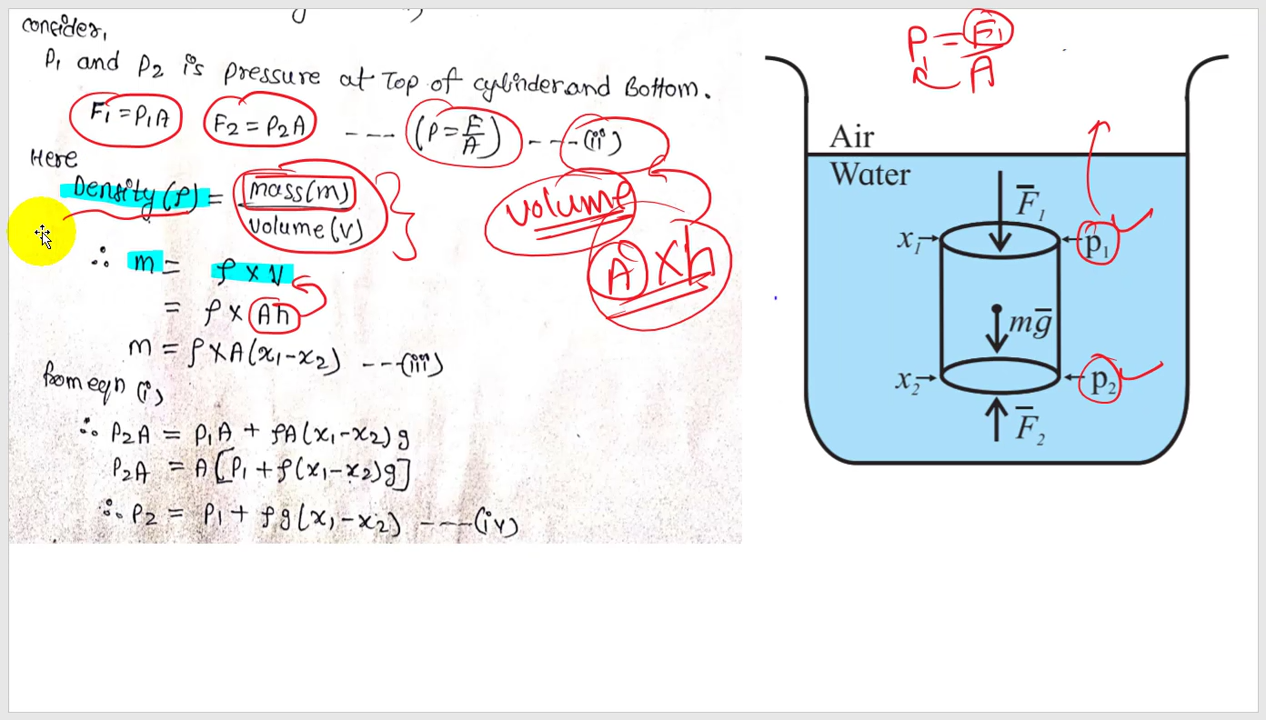 consider,
P₁ and P₂ is pressure at Top of cylinder and Bottom.
F₁ = P₁A F₂ = P₂A ---- (P = F/A) ---- (ii)
Here
Density (ρ) = mass(m) / volume (v)
∴ m = ρ × V
= ρ × Ah
m = ρ × A(x₁-x₂) ---(iii)
from eqn (i),
∴ P₂A = P₁A + ρA(x₁-x₂)g
P₂A = A[P₁ + ρ(x₁-x₂)g]
∴ P₂ = P₁ + ρg(x₁-x₂) ----(iv)
volume
A × h
P = F₁/A
Air
Water
F̅₁
x₁ p₁
mg̅
x₂ p₂
F̅₂